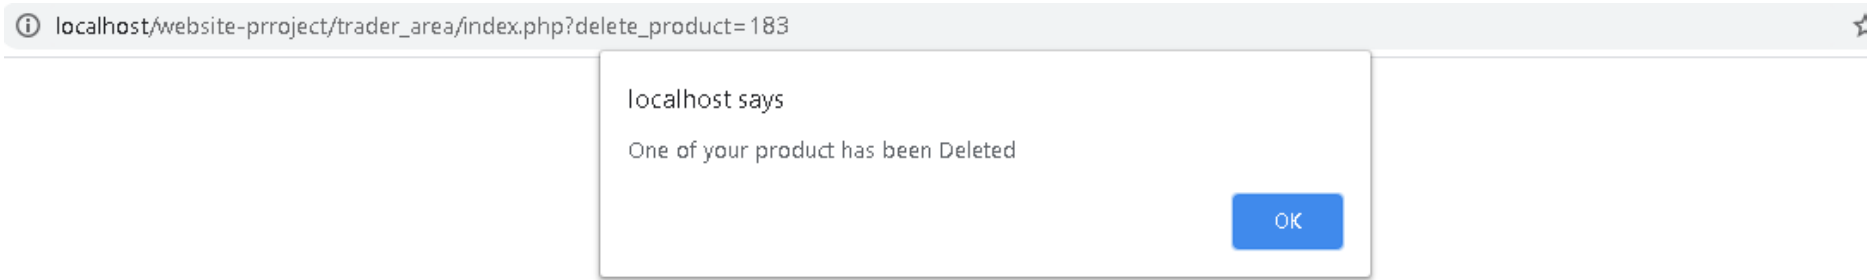 localhost/website-prroject/trader_area/index.php?delete_product=183
localhost says
One of your product has been Deleted
OK